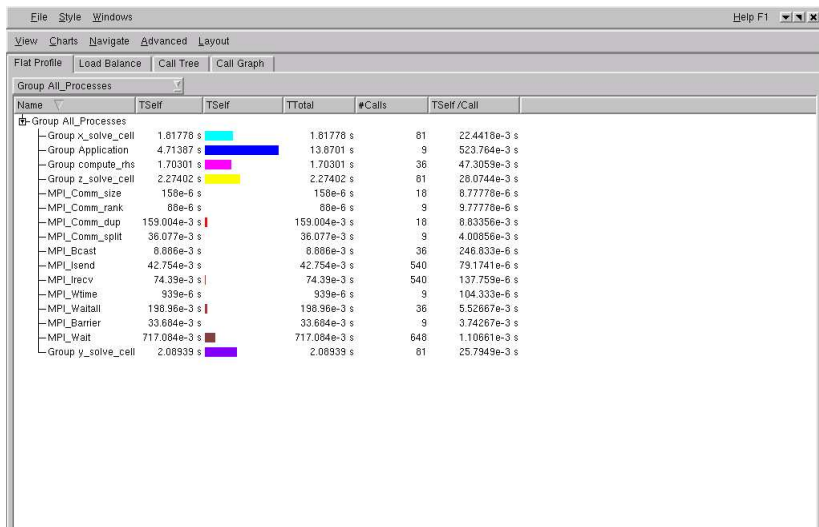 File Style Windows Help F1
View Charts Navigate Advanced Layout
Flat Profile Load Balance Call Tree Call Graph
Group All_Processes
Name TSelf TSelf TTotal #Calls TSelf /Call
Group All_Processes
Group x_solve_cell 1.81778 s 1.81778 s 81 22.4418e-3 s
Group Application 4.71387 s 13.8701 s 9 523.764e-3 s
Group compute_rhs 1.70301 s 1.70301 s 36 47.3059e-3 s
Group z_solve_cell 2.27402 s 2.27402 s 81 28.0744e-3 s
MPI_Comm_size 158e-6 s 158e-6 s 18 8.77778e-6 s
MPI_Comm_rank 88e-6 s 88e-6 s 9 9.77778e-6 s
MPI_Comm_dup 159.004e-3 s 159.004e-3 s 18 8.83356e-3 s
MPI_Comm_split 36.077e-3 s 36.077e-3 s 9 4.00856e-3 s
MPI_Bcast 8.886e-3 s 8.886e-3 s 36 246.833e-6 s
MPI_Isend 42.754e-3 s 42.754e-3 s 540 79.1741e-6 s
MPI_Irecv 74.39e-3 s 74.39e-3 s 540 137.759e-6 s
MPI_Wtime 939e-6 s 939e-6 s 9 104.333e-6 s
MPI_Waitall 198.96e-3 s 198.96e-3 s 36 5.52667e-3 s
MPI_Barrier 33.684e-3 s 33.684e-3 s 9 3.74267e-3 s
MPI_Wait 717.084e-3 s 717.084e-3 s 648 1.10661e-3 s
Group y_solve_cell 2.08939 s 2.08939 s 81 25.7949e-3 s